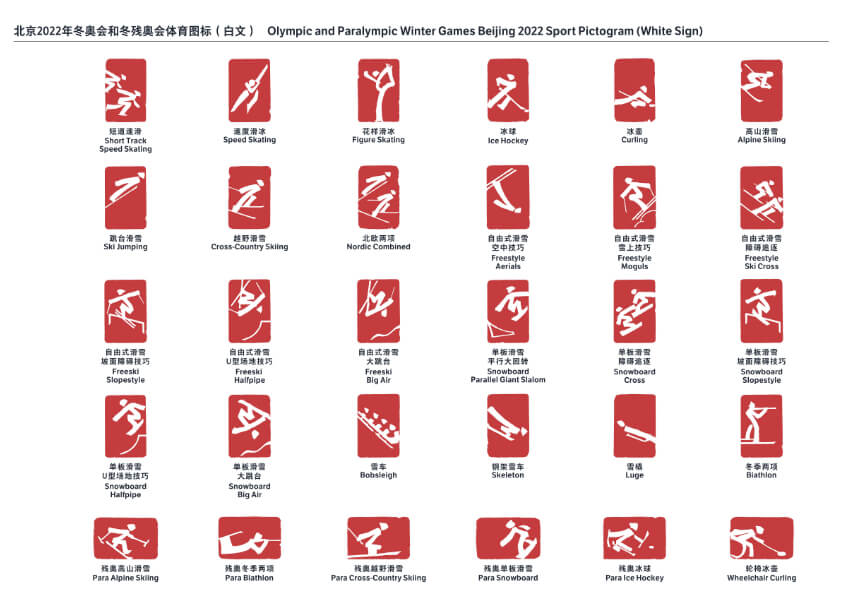 北京2022年冬奥会和冬残奥会体育图标（白文） Olympic and Paralympic Winter Games Beijing 2022 Sport Pictogram (White Sign)
短道速滑
Short Track
Speed Skating
速度滑冰
Speed Skating
花样滑冰
Figure Skating
冰球
Ice Hockey
冰壶
Curling
高山滑雪
Alpine Skiing
跳台滑雪
Ski Jumping
越野滑雪
Cross-Country Skiing
北欧两项
Nordic Combined
自由式滑雪
空中技巧
Freestyle
Aerials
自由式滑雪
雪上技巧
Freestyle
Moguls
自由式滑雪
障碍追逐
Freestyle
Ski Cross
自由式滑雪
坡面障碍技巧
Freeski
Slopestyle
自由式滑雪
U型场地技巧
Freeski
Halfpipe
自由式滑雪
大跳台
Freeski
Big Air
单板滑雪
平行大回转
Snowboard
Parallel Giant Slalom
单板滑雪
障碍追逐
Snowboard
Cross
单板滑雪
坡面障碍技巧
Snowboard
Slopestyle
单板滑雪
U型场地技巧
Snowboard
Halfpipe
单板滑雪
大跳台
Snowboard
Big Air
雪车
Bobsleigh
钢架雪车
Skeleton
雪橇
Luge
冬季两项
Biathlon
残奥高山滑雪
Para Alpine Skiing
残奥冬季两项
Para Biathlon
残奥越野滑雪
Para Cross-Country Skiing
残奥单板滑雪
Para Snowboard
残奥冰球
Para Ice Hockey
轮椅冰壶
Wheelchair Curling